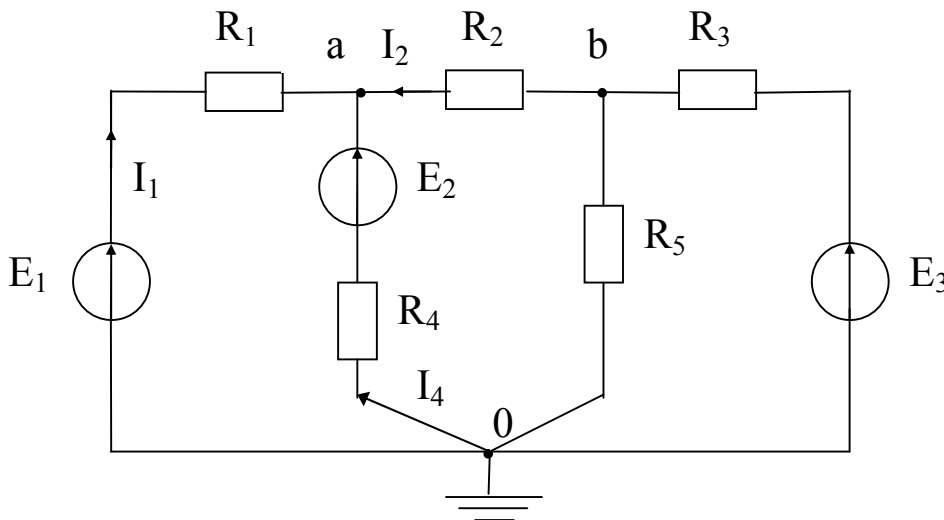 R₁ a I₂ R₂ b R₃
I₁ E₂
E₁ R₄ R₅ E₃
I₄
0